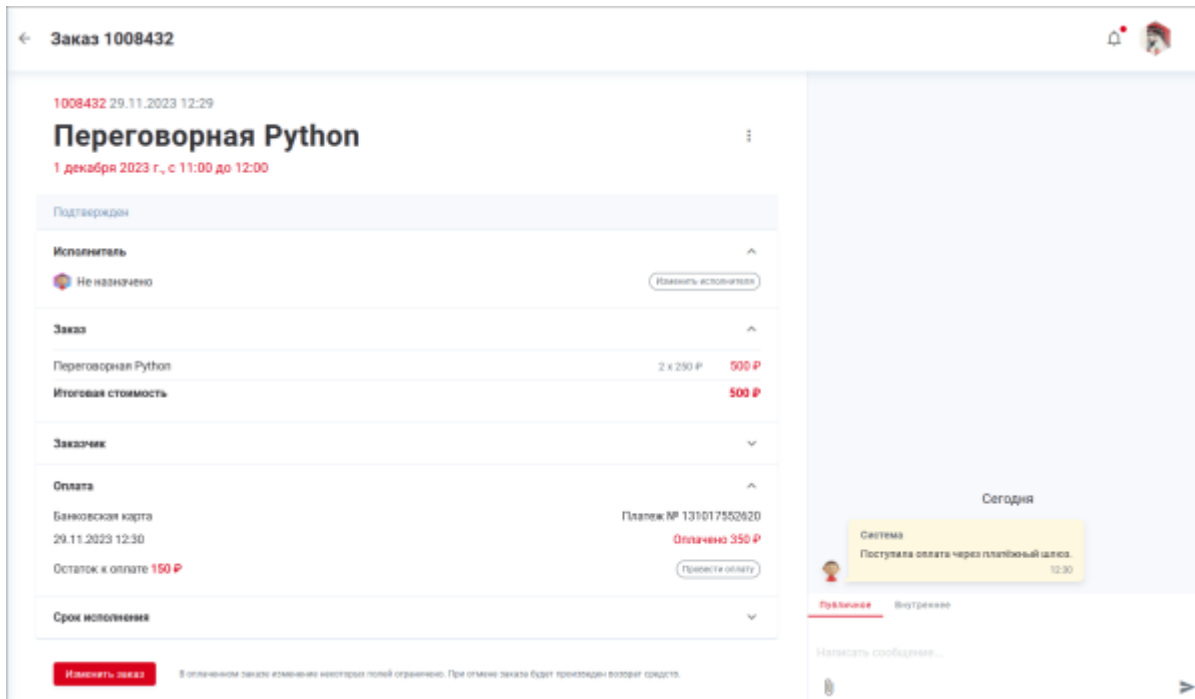 Заказ 1008432
1008432 29.11.2023 12:29
Переговорная Python
1 декабря 2023 г., с 11:00 до 12:00
Подтвержден
Исполнитель
Не назначено
Изменить исполнителя
Заказ
Переговорная Python 2 x 250 ₽ 500 ₽
Итоговая стоимость 500 ₽
Заказчик
Оплата
Банковская карта Платеж № 131017552620
29.11.2023 12:30 Оплачено 350 ₽
Остаток к оплате 150 ₽ Провести оплату
Срок исполнения
Изменить заказ В оплаченном заказе изменение некоторых полей ограничено. При отмене заказа будет произведен возврат средств.
Сегодня
Система
Поступила оплата через платёжный шлюз.
12:30
Публичное Внутреннее
Написать сообщение...